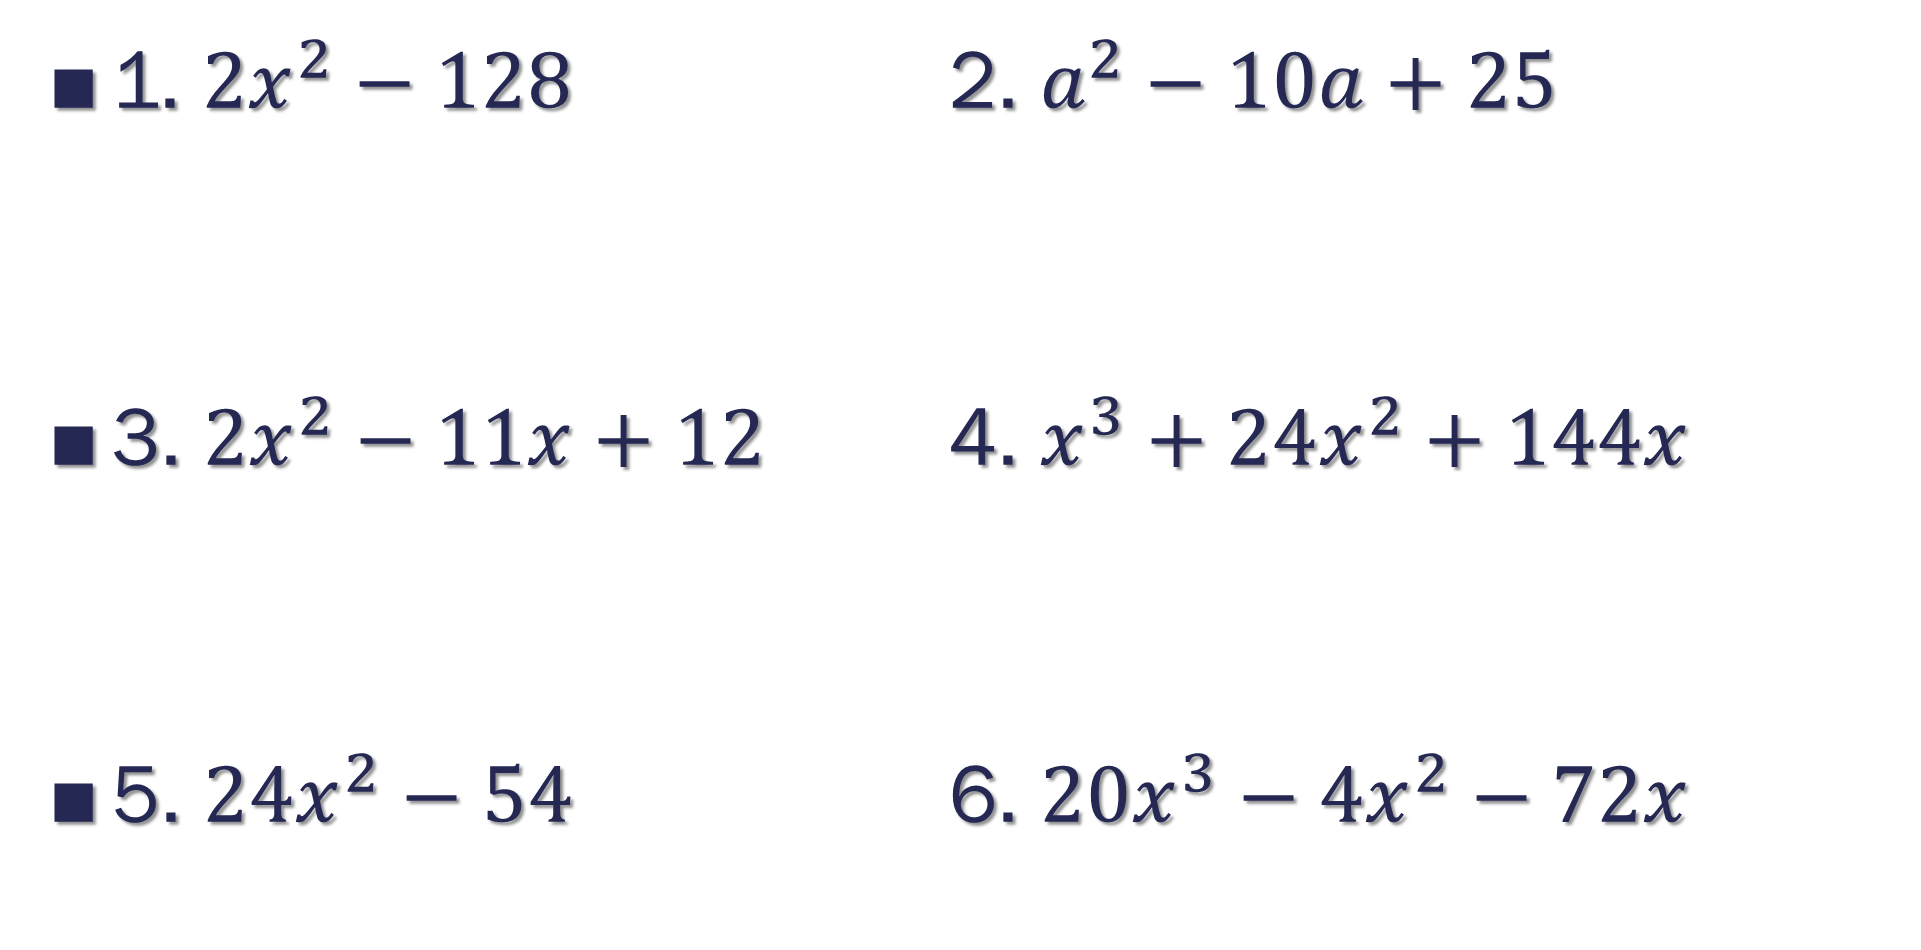 ■ 1. 2x² − 128 2. a² − 10a + 25
■ 3. 2x² − 11x + 12 4. x³ + 24x² + 144x
■ 5. 24x² − 54 6. 20x³ − 4x² − 72x